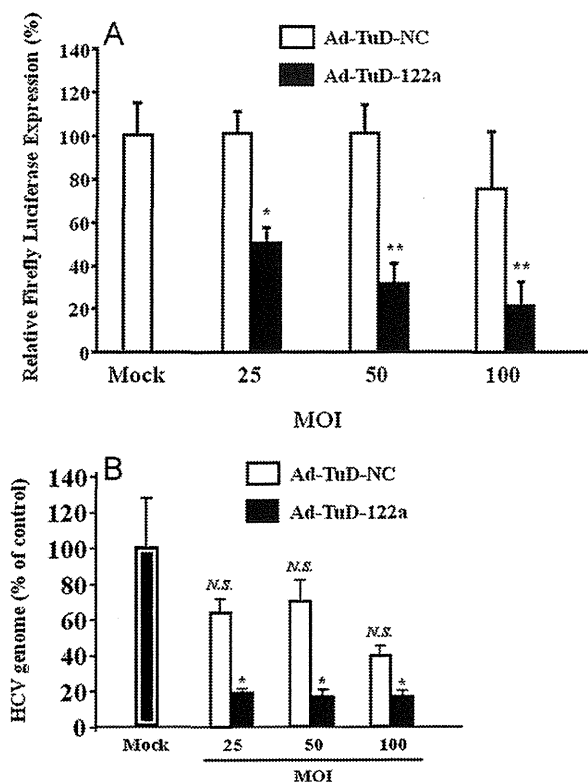 A
Ad-TuD-NC
Ad-TuD-122a
Relative Firefly Luciferase Expression (%)
140
120
100
80
60
40
20
0
*
**
**
Mock
25
50
100
MOI
B
Ad-TuD-NC
Ad-TuD-122a
HCV genome (% of control)
140
120
100
80
60
40
20
0
N.S.
*
N.S.
*
N.S.
*
Mock
25
50
100
MOI